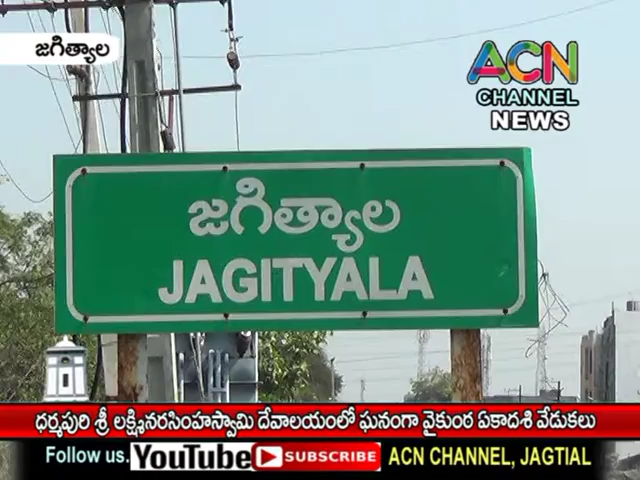 జగిత్యాల
ACN
CHANNEL
NEWS
జగిత్యాల
JAGITYALA
ధర్మపురి శ్రీ లక్ష్మినరసింహస్వామి దేవాలయంలో ఘనంగా వైకుంఠ ఏకాదశి వేడుకలు
Follow us. YouTube SUBSCRIBE ACN CHANNEL, JAGTIAL